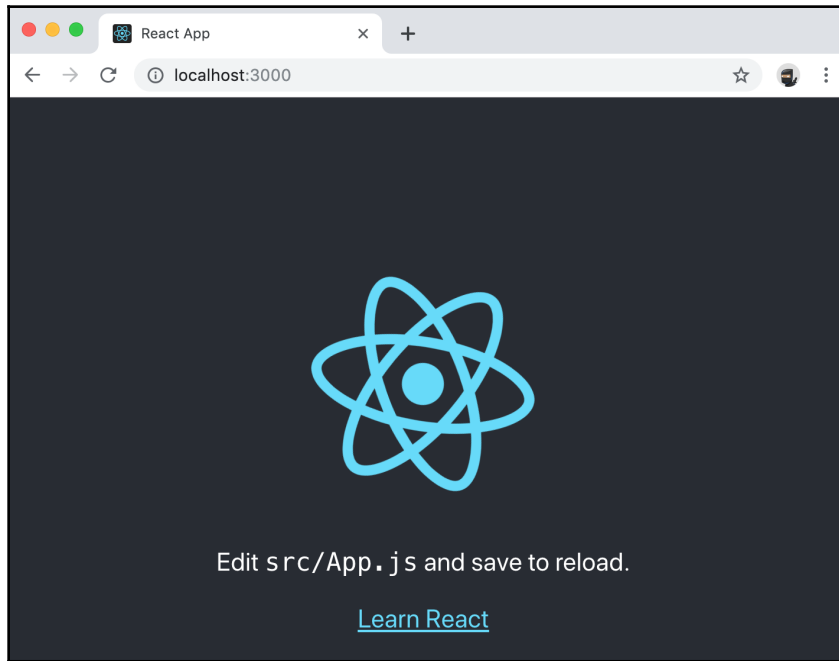 React App
localhost:3000
Edit src/App.js and save to reload.
Learn React